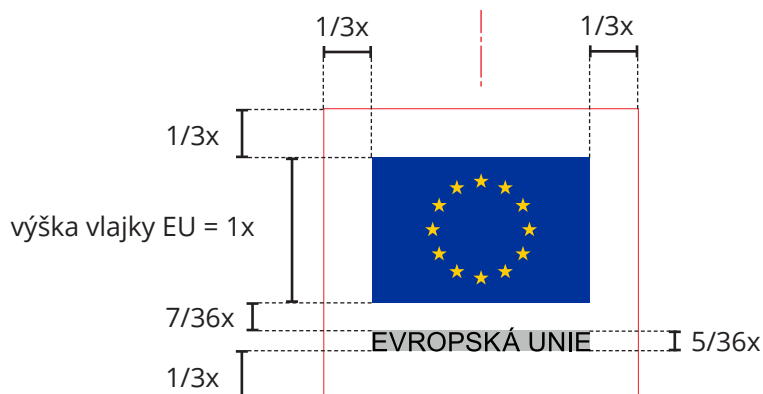 1/3x 1/3x
1/3x
výška vlajky EU = 1x
7/36x
EVROPSKÁ UNIE 5/36x
1/3x